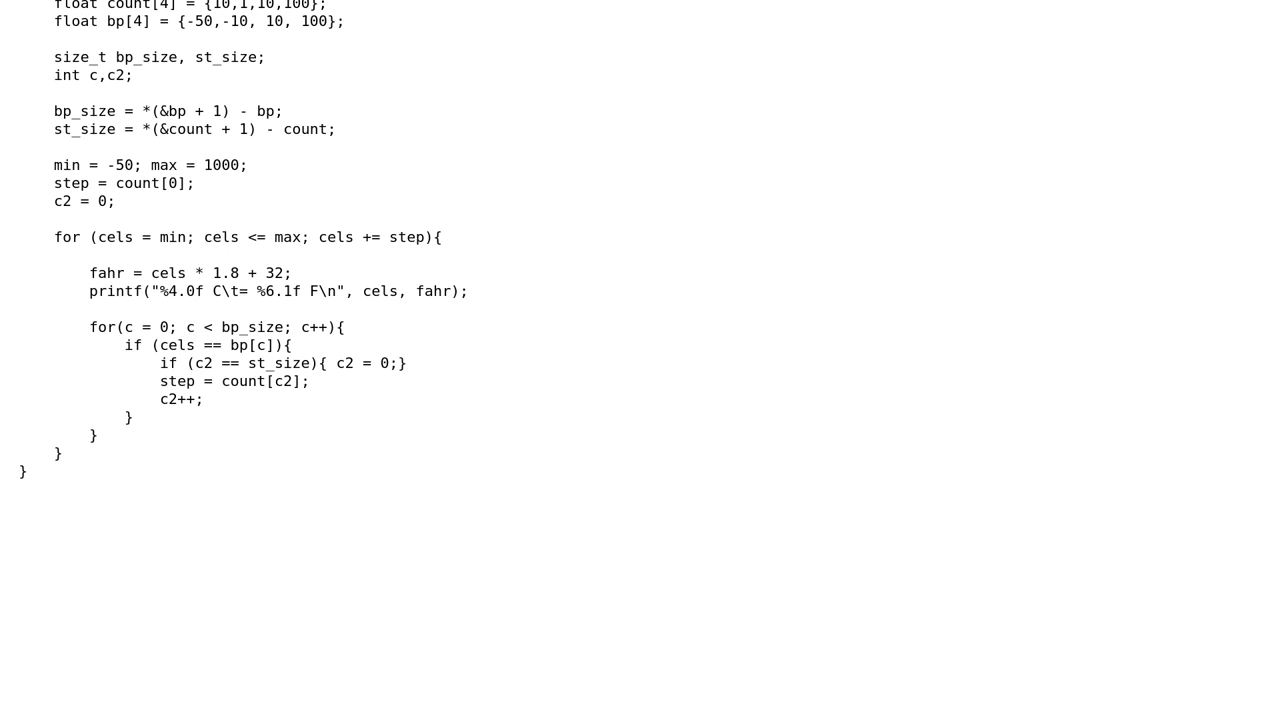 float count[4] = {10,1,10,100};
float bp[4] = {-50,-10, 10, 100};
size_t bp_size, st_size;
int c,c2;
bp_size = *(&bp + 1) - bp;
st_size = *(&count + 1) - count;
min = -50; max = 1000;
step = count[0];
c2 = 0;
for (cels = min; cels <= max; cels += step){
fahr = cels * 1.8 + 32;
printf("%4.0f C\t= %6.1f F\n", cels, fahr);
for(c = 0; c < bp_size; c++){
if (cels == bp[c]){
if (c2 == st_size){ c2 = 0;}
step = count[c2];
c2++;
}
}
}
}